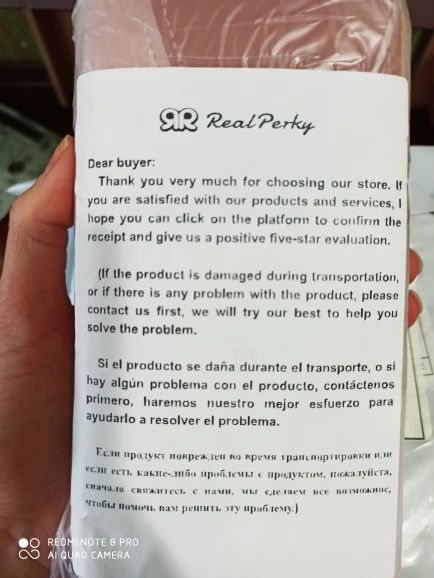 RR RealPerky
Dear buyer:
Thank you very much for choosing our store. If
you are satisfied with our products and services, I
hope you can click on the platform to confirm the
receipt and give us a positive five-star evaluation.
(If the product is damaged during transportation,
or if there is any problem with the product, please
contact us first, we will try our best to help you
solve the problem.
Si el producto se daña durante el transporte, o si
hay algún problema con el producto, contáctenos
primero, haremos nuestro mejor esfuerzo para
ayudarlo a resolver el problema.
Если продукт поврежден во время транспортировки или
если есть какие-либо проблемы с продуктом, пожалуйста,
сначала свяжитесь с нами, мы сделаем все возможное,
чтобы помочь вам решить эту проблему.)
REDMI NOTE 8 PRO
AI QUAD CAMERA